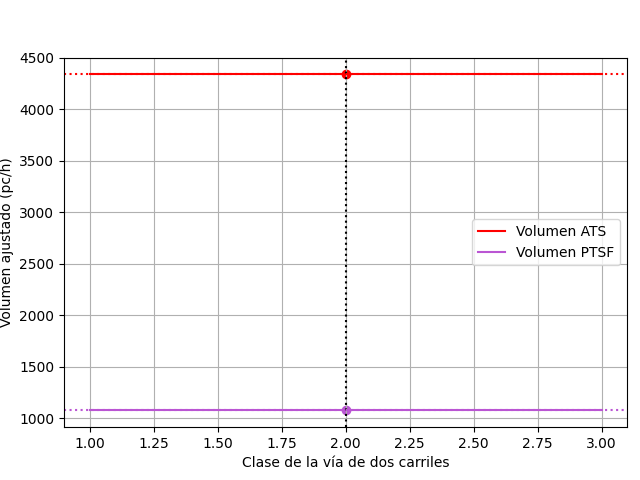 4500
4000
3500
3000
2500
2000
1500
1000
Volumen ajustado (pc/h)
Volumen ATS
Volumen PTSF
1.00 1.25 1.50 1.75 2.00 2.25 2.50 2.75 3.00
Clase de la vía de dos carriles